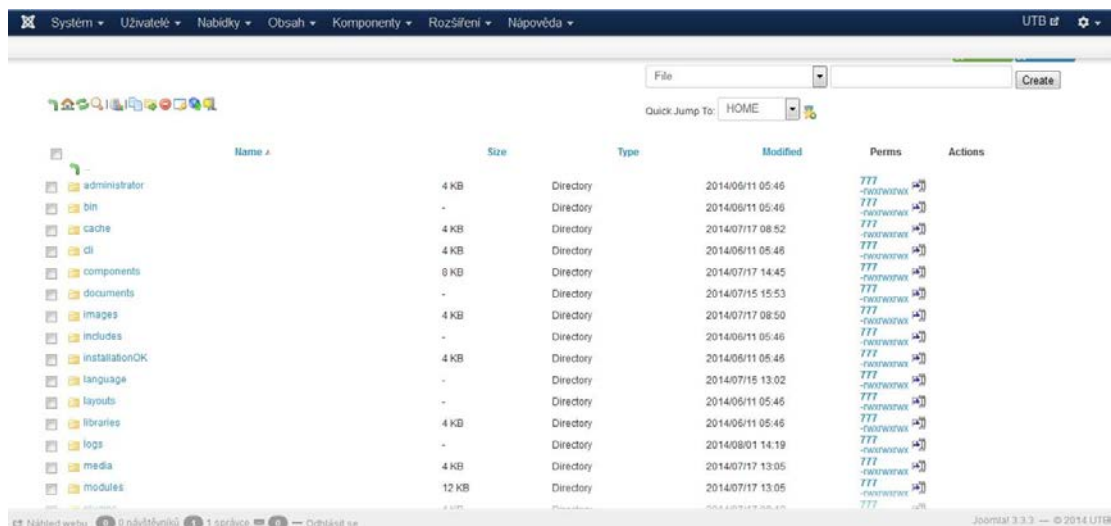 Systém Uživatelé Nabídky Obsah Komponenty Rozšíření Nápověda UTB
File Create
Quick Jump To: HOME
Name Size Type Modified Perms Actions
..
administrator 4 KB Directory 2014/06/11 05:46 777 -rwxrwxrwx
bin - Directory 2014/06/11 05:46 777 -rwxrwxrwx
cache 4 KB Directory 2014/07/17 08:52 777 -rwxrwxrwx
cli 4 KB Directory 2014/06/11 05:46 777 -rwxrwxrwx
components 8 KB Directory 2014/07/17 14:45 777 -rwxrwxrwx
documents - Directory 2014/07/15 15:53 777 -rwxrwxrwx
images 4 KB Directory 2014/07/17 08:50 777 -rwxrwxrwx
includes - Directory 2014/06/11 05:46 777 -rwxrwxrwx
installationOK 4 KB Directory 2014/06/11 05:46 777 -rwxrwxrwx
language - Directory 2014/07/15 13:02 777 -rwxrwxrwx
layouts - Directory 2014/06/11 05:46 777 -rwxrwxrwx
libraries 4 KB Directory 2014/06/11 05:46 777 -rwxrwxrwx
logs - Directory 2014/08/01 14:19 777 -rwxrwxrwx
media 4 KB Directory 2014/07/17 13:05 777 -rwxrwxrwx
modules 12 KB Directory 2014/07/17 13:05 777 -rwxrwxrwx
4 KB Directory 777
Náhled webu 0 0 návštěvníků 1 1 správce 0 — Odhlásit se Joomla! 3.3.3 — © 2014 UTB